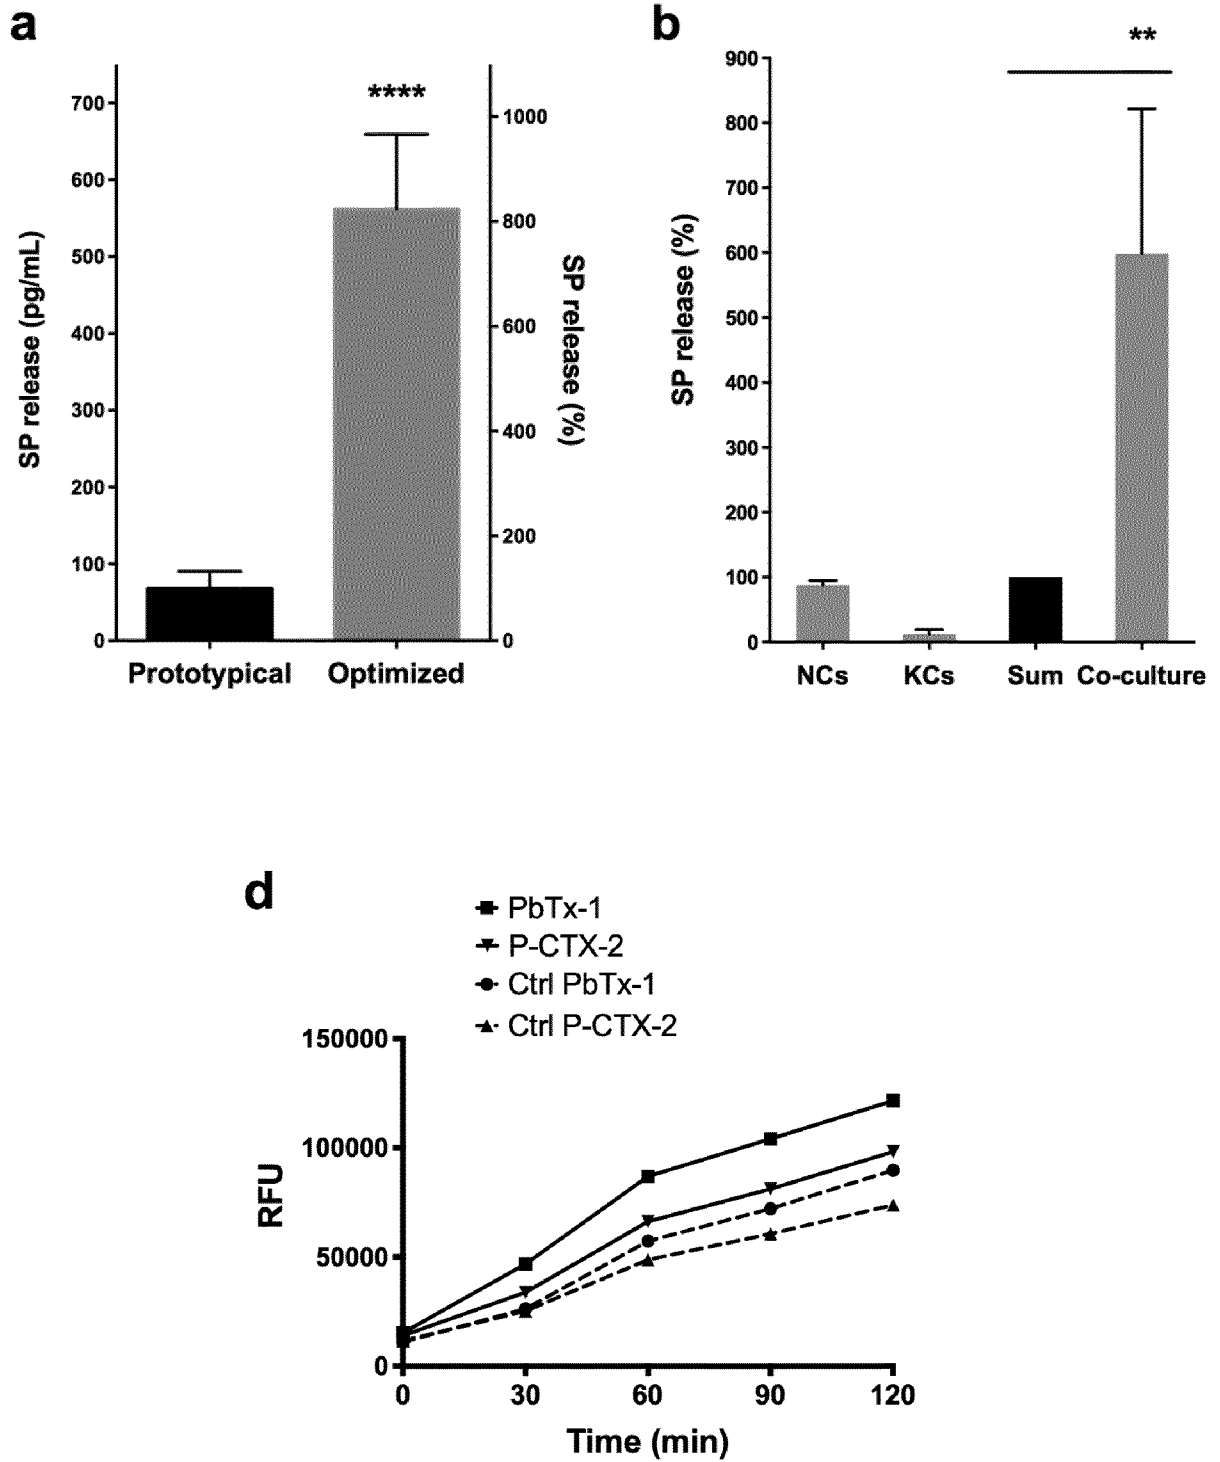 a
****
SP release (pg/mL)
700
600
500
400
300
200
100
0
1000
800
600
400
200
0
SP release (%)
Prototypical Optimized
b
**
SP release (%)
900
800
700
600
500
400
300
200
100
0
NCs KCs Sum Co-culture
d
PbTx-1
P-CTX-2
Ctrl PbTx-1
Ctrl P-CTX-2
RFU
150000
100000
50000
0
0 30 60 90 120
Time (min)